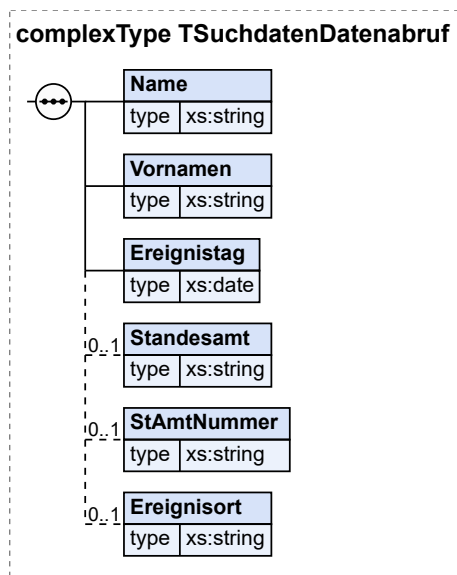 complexType TSuchdatenDatenabruf
Name
type xs:string
Vornamen
type xs:string
Ereignistag
type xs:date
0..1 Standesamt
type xs:string
0..1 StAmtNummer
type xs:string
0..1 Ereignisort
type xs:string